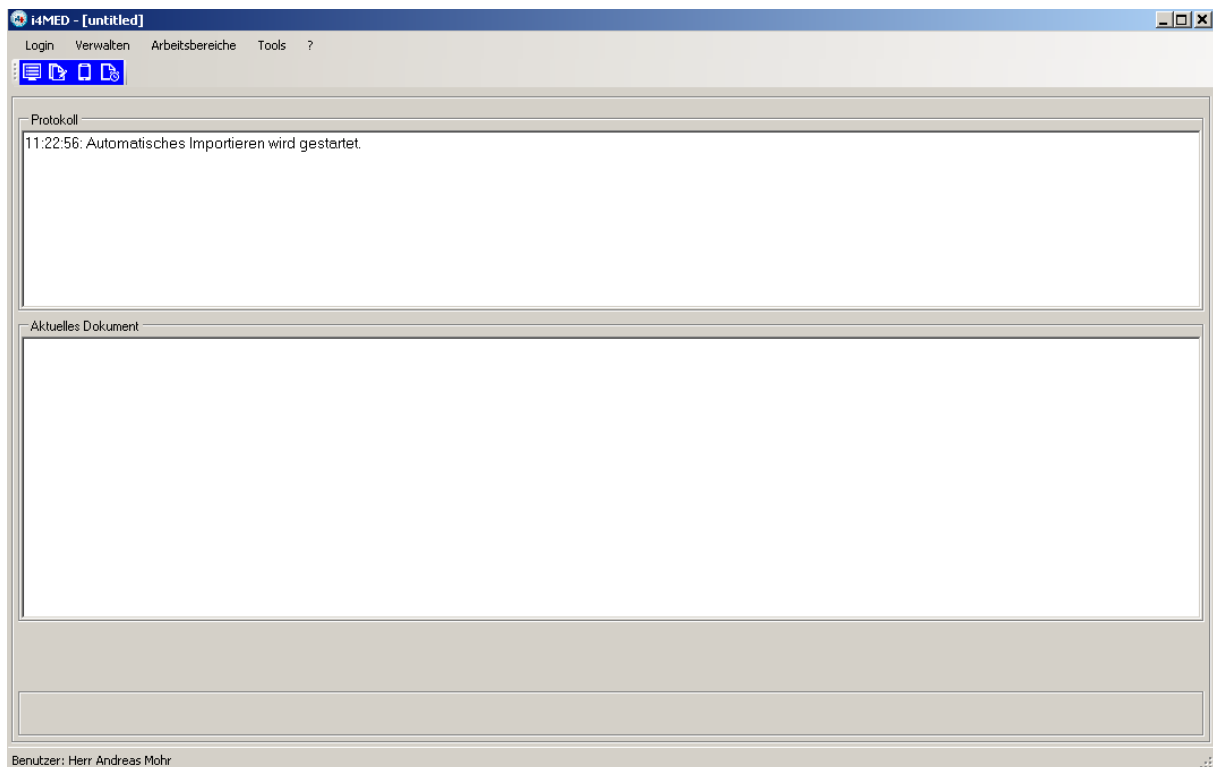 i4MED - [untitled]
Login Verwalten Arbeitsbereiche Tools ?
Protokoll
11:22:56: Automatisches Importieren wird gestartet.
Aktuelles Dokument
Benutzer: Herr Andreas Mohr